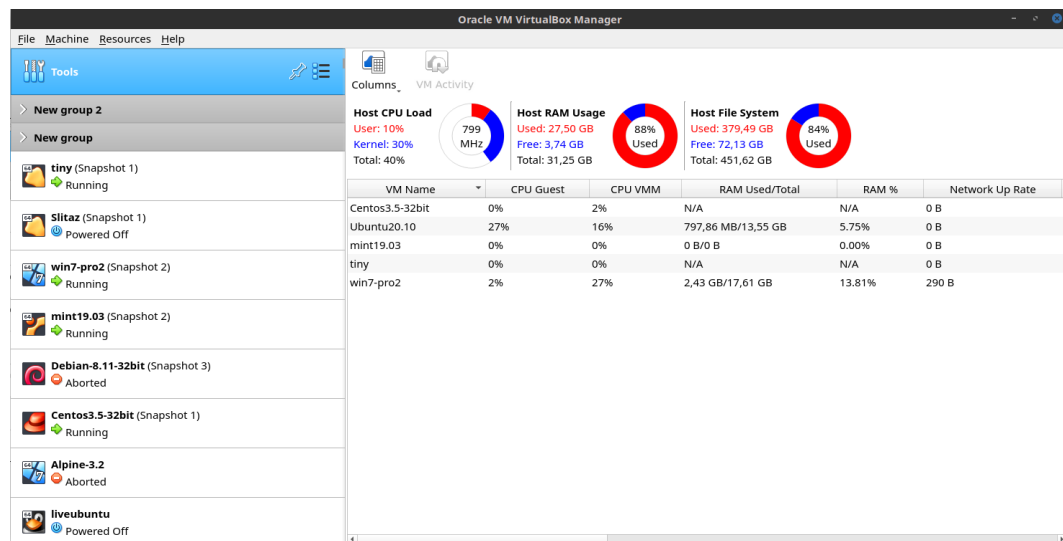 Oracle VM VirtualBox Manager
File Machine Resources Help
Tools
New group 2
New group
tiny (Snapshot 1)
Running
Slitaz (Snapshot 1)
Powered Off
win7-pro2 (Snapshot 2)
Running
mint19.03 (Snapshot 2)
Running
Debian-8.11-32bit (Snapshot 3)
Aborted
Centos3.5-32bit (Snapshot 1)
Running
Alpine-3.2
Aborted
liveubuntu
Powered Off
Columns VM Activity
Host CPU Load
User: 10%
Kernel: 30%
Total: 40%
799
MHz
Host RAM Usage
Used: 27,50 GB
Free: 3,74 GB
Total: 31,25 GB
88%
Used
Host File System
Used: 379,49 GB
Free: 72,13 GB
Total: 451,62 GB
84%
Used
VM Name CPU Guest CPU VMM RAM Used/Total RAM % Network Up Rate
Centos3.5-32bit 0% 2% N/A N/A 0 B
Ubuntu20.10 27% 16% 797,86 MB/13,55 GB 5.75% 0 B
mint19.03 0% 0% 0 B/0 B 0.00% 0 B
tiny 0% 0% N/A N/A 0 B
win7-pro2 2% 27% 2,43 GB/17,61 GB 13.81% 290 B